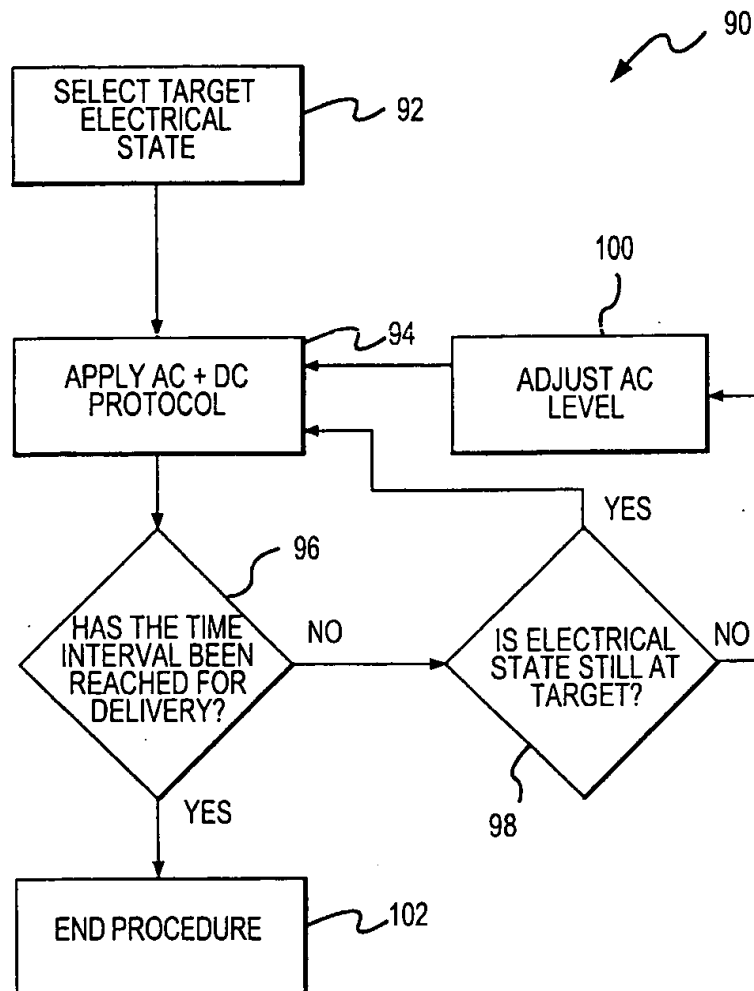 90
SELECT TARGET
ELECTRICAL
STATE
92
100
94
APPLY AC + DC
PROTOCOL
ADJUST AC
LEVEL
YES
96
HAS THE TIME
INTERVAL BEEN
REACHED FOR
DELIVERY?
NO
IS ELECTRICAL
STATE STILL AT
TARGET?
NO
YES
98
END PROCEDURE
102